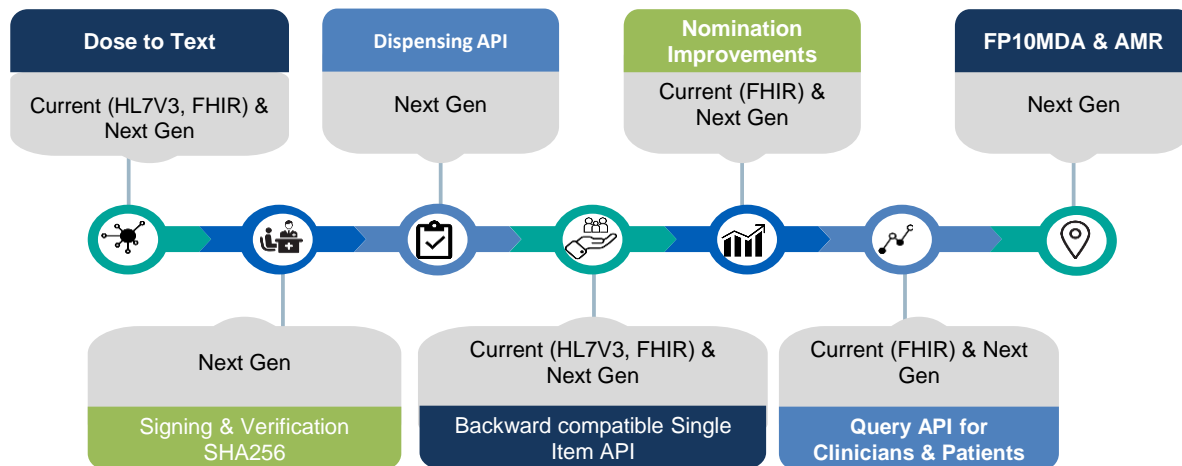 Dose to Text
Current (HL7V3, FHIR) &
Next Gen
Dispensing API
Next Gen
Nomination
Improvements
Current (FHIR) &
Next Gen
FP10MDA & AMR
Next Gen
Next Gen
Signing & Verification
SHA256
Current (HL7V3, FHIR) &
Next Gen
Backward compatible Single
Item API
Current (FHIR) & Next
Gen
Query API for
Clinicians & Patients